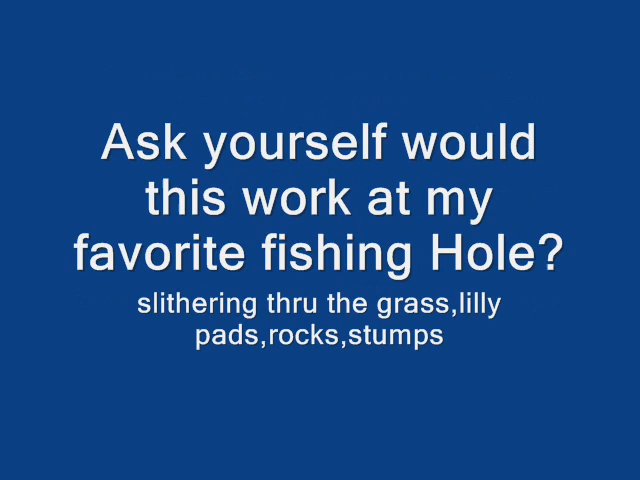 Ask yourself would
this work at my
favorite fishing Hole?
slithering thru the grass,lilly
pads,rocks,stumps